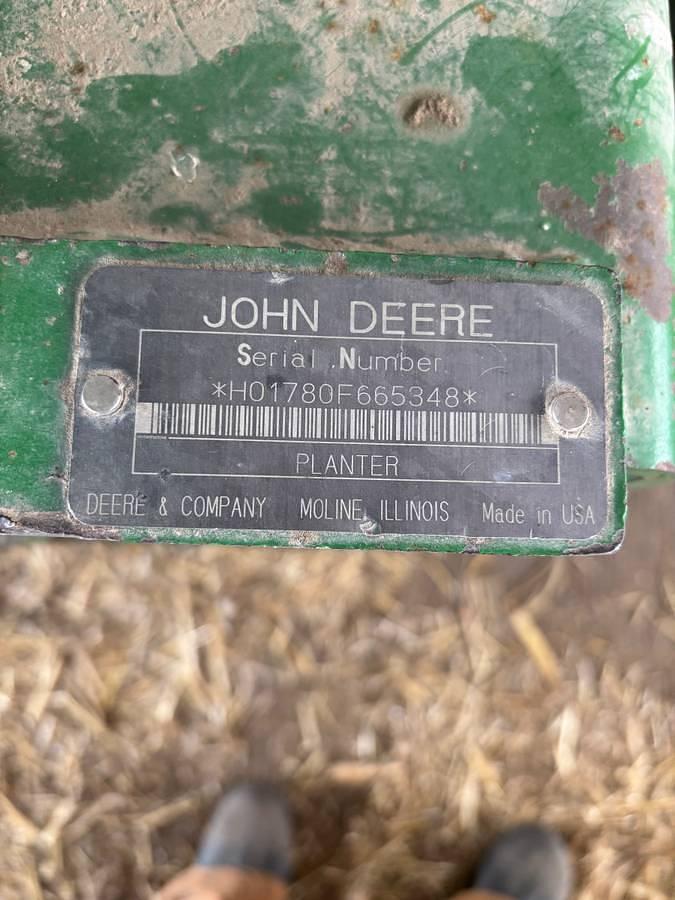 JOHN DEERE
Serial Number
*H01780F665348*
PLANTER
DEERE & COMPANY MOLINE, ILLINOIS Made in USA